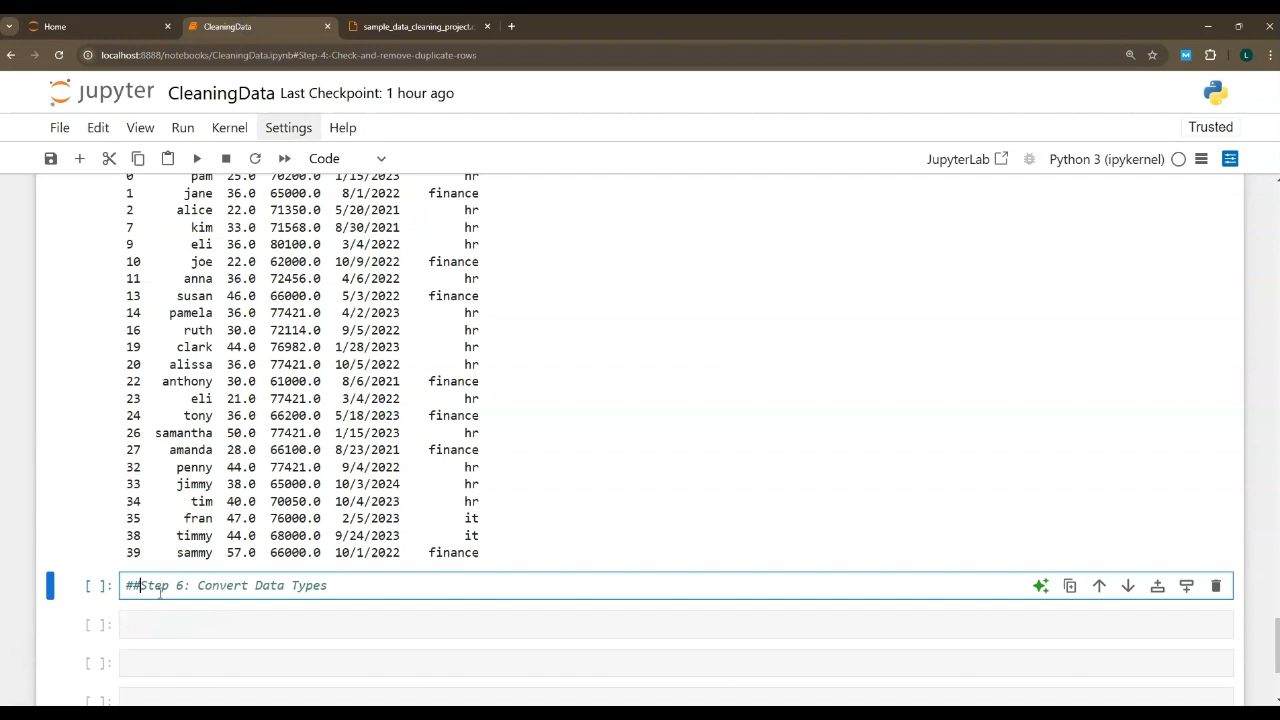 Home
CleaningData
sample_data_cleaning_project.c
localhost:8888/notebooks/CleaningData.ipynb#Step-4:-Check-and-remove-duplicate-rows
L
jupyter CleaningData Last Checkpoint: 1 hour ago
File Edit View Run Kernel Settings Help
Trusted
Code
JupyterLab
Python 3 (ipykernel)
0 pam 25.0 70200.0 1/15/2023 hr
1 jane 36.0 65000.0 8/1/2022 finance
2 alice 22.0 71350.0 5/20/2021 hr
7 kim 33.0 71568.0 8/30/2021 hr
9 eli 36.0 80100.0 3/4/2022 hr
10 joe 22.0 62000.0 10/9/2022 finance
11 anna 36.0 72456.0 4/6/2022 hr
13 susan 46.0 66000.0 5/3/2022 finance
14 pamela 36.0 77421.0 4/2/2023 hr
16 ruth 30.0 72114.0 9/5/2022 hr
19 clark 44.0 76982.0 1/28/2023 hr
20 alissa 36.0 77421.0 10/5/2022 hr
22 anthony 30.0 61000.0 8/6/2021 finance
23 eli 21.0 77421.0 3/4/2022 hr
24 tony 36.0 66200.0 5/18/2023 finance
26 samantha 50.0 77421.0 1/15/2023 hr
27 amanda 28.0 66100.0 8/23/2021 finance
32 penny 44.0 77421.0 9/4/2022 hr
33 jimmy 38.0 65000.0 10/3/2024 hr
34 tim 40.0 70050.0 10/4/2023 hr
35 fran 47.0 76000.0 2/5/2023 it
38 timmy 44.0 68000.0 9/24/2023 it
39 sammy 57.0 66000.0 10/1/2022 finance
[ ]: ##Step 6: Convert Data Types
[ ]:
[ ]:
[ ]: